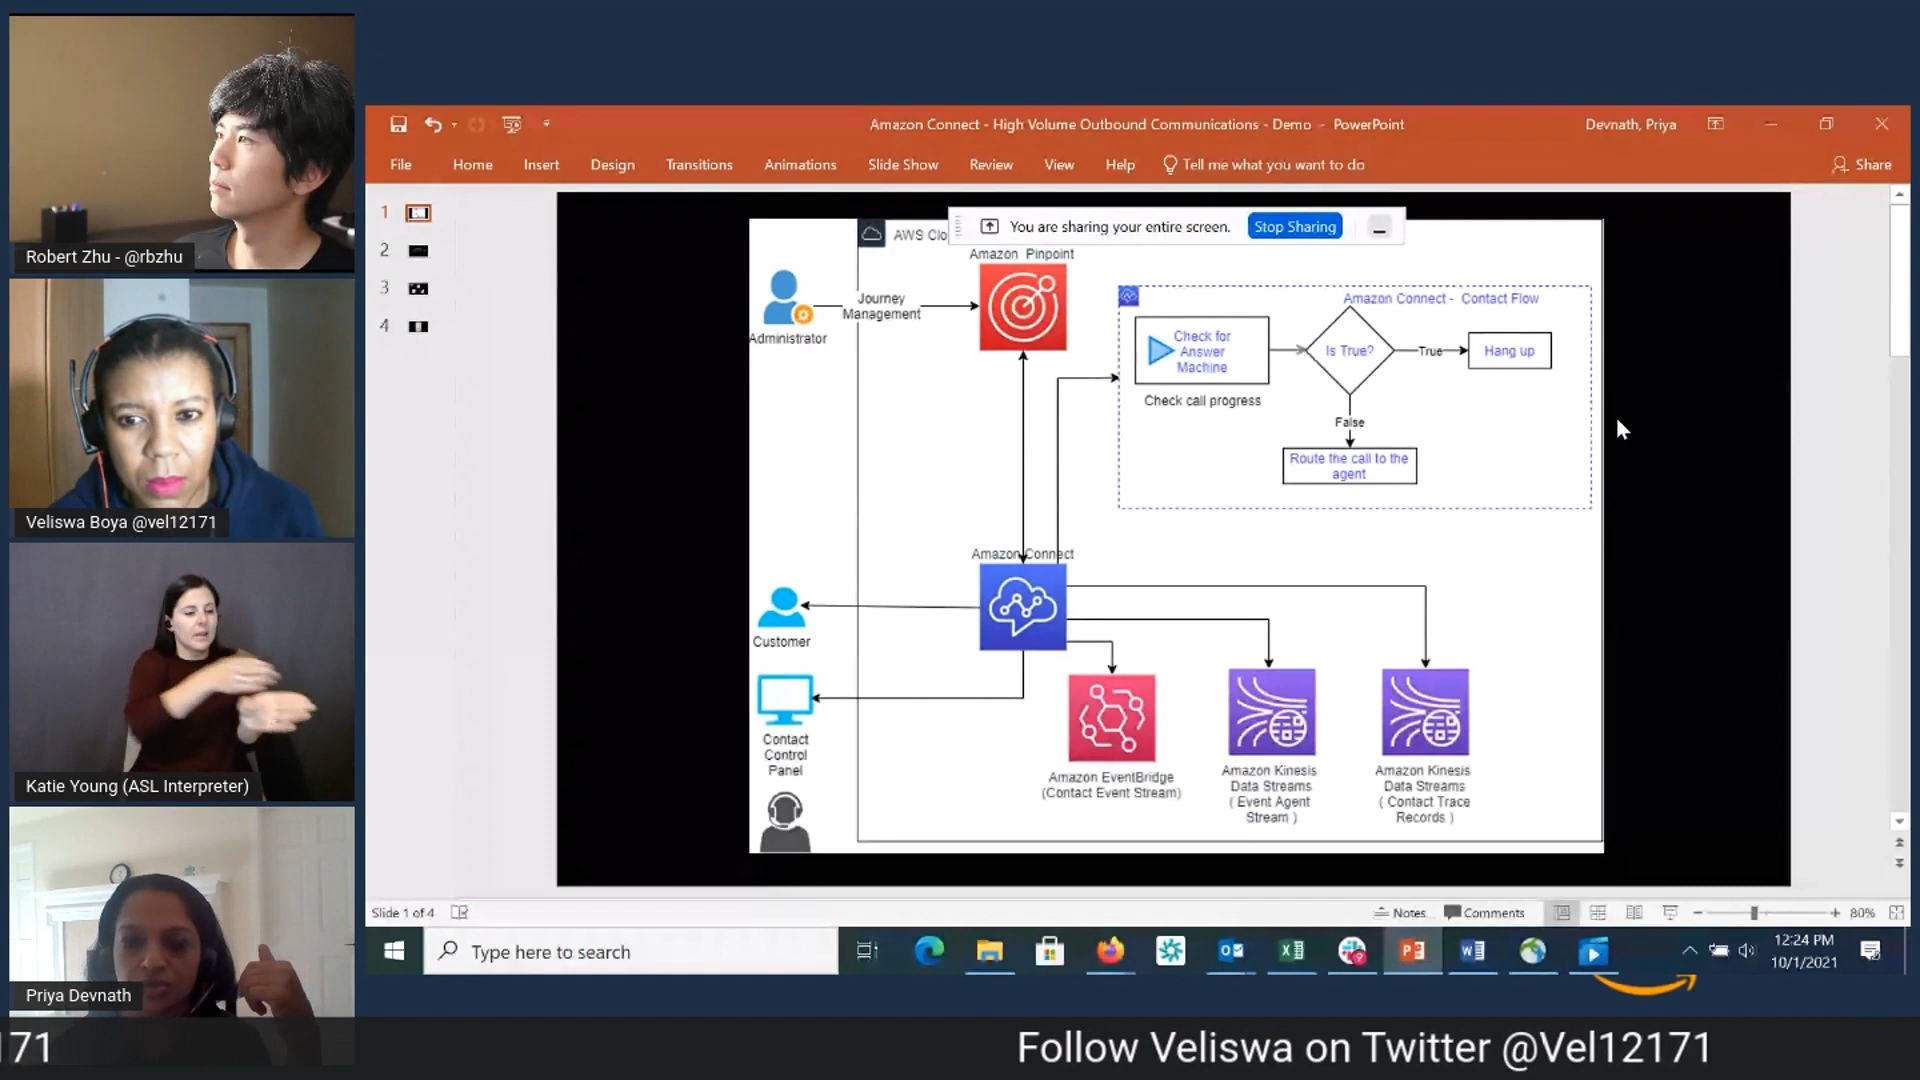 Robert Zhu - @rbzhu
Veliswa Boya @vel12171
Katie Young (ASL Interpreter)
Priya Devnath
Amazon Connect - High Volume Outbound Communications - Demo - PowerPoint
Devnath, Priya
File Home Insert Design Transitions Animations Slide Show Review View Help Tell me what you want to do
Share
1
2
3
4
You are sharing your entire screen. Stop Sharing
AWS Clo
Amazon Pinpoint
Administrator
Journey
Management
Amazon Connect - Contact Flow
Check for
Answer
Machine
Check call progress
Is True?
True
Hang up
False
Route the call to the
agent
Amazon Connect
Customer
Contact
Control
Panel
Amazon EventBridge
(Contact Event Stream)
Amazon Kinesis
Data Streams
( Event Agent
Stream )
Amazon Kinesis
Data Streams
( Contact Trace
Records )
Slide 1 of 4
Notes
Comments
80%
Type here to search
12:24 PM
10/1/2021
171
Follow Veliswa on Twitter @Vel12171